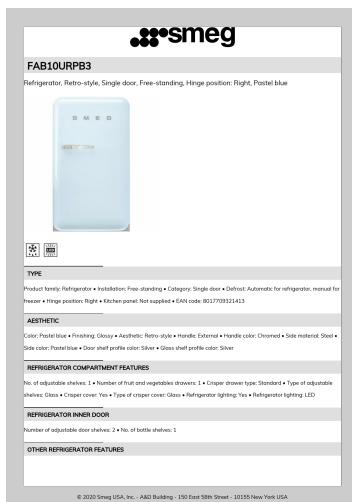 smeg
FAB10URPB3
Refrigerator, Retro-style, Single door, Free-standing, Hinge position: Right, Pastel blue
SMEG
TYPE
Product family: Refrigerator • Installation: Free-standing • Category: Single door • Defrost: Automatic for refrigerator, manual for
freezer • Hinge position: Right • Kitchen panel: Not supplied • EAN code: 8017709321413
AESTHETIC
Color: Pastel blue • Finishing: Glossy • Aesthetic: Retro-style • Handle: External • Handle color: Chromed • Side material: Steel •
Side color: Pastel blue • Door shelf profile color: Silver • Glass shelf profile color: Silver
REFRIGERATOR COMPARTMENT FEATURES
No. of adjustable shelves: 1 • Number of fruit and vegetables drawers: 1 • Crisper drawer type: Standard • Type of adjustable
shelves: Glass • Crisper cover: Yes • Type of crisper cover: Glass • Refrigerator lighting: Yes • Refrigerator lighting: LED
REFRIGERATOR INNER DOOR
Number of adjustable door shelves: 2 • No. of bottle shelves: 1
OTHER REFRIGERATOR FEATURES
© 2020 Smeg USA, Inc. - A&D Building - 150 East 58th Street - 10155 New York USA